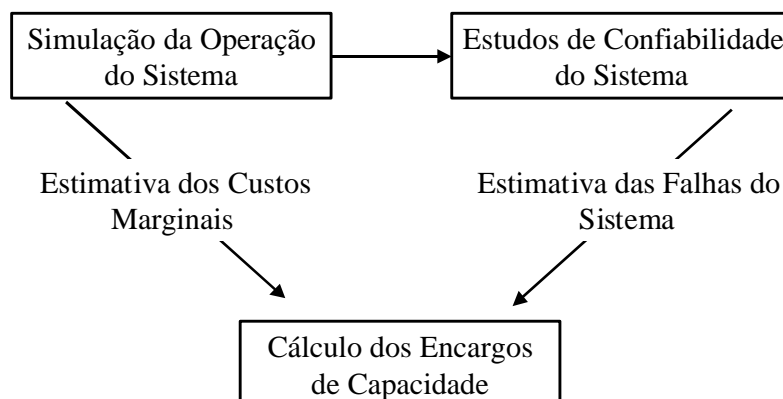 Simulação da Operação
do Sistema
Estudos de Confiabilidade
do Sistema
Estimativa dos Custos
Marginais
Estimativa das Falhas do
Sistema
Cálculo dos Encargos
de Capacidade